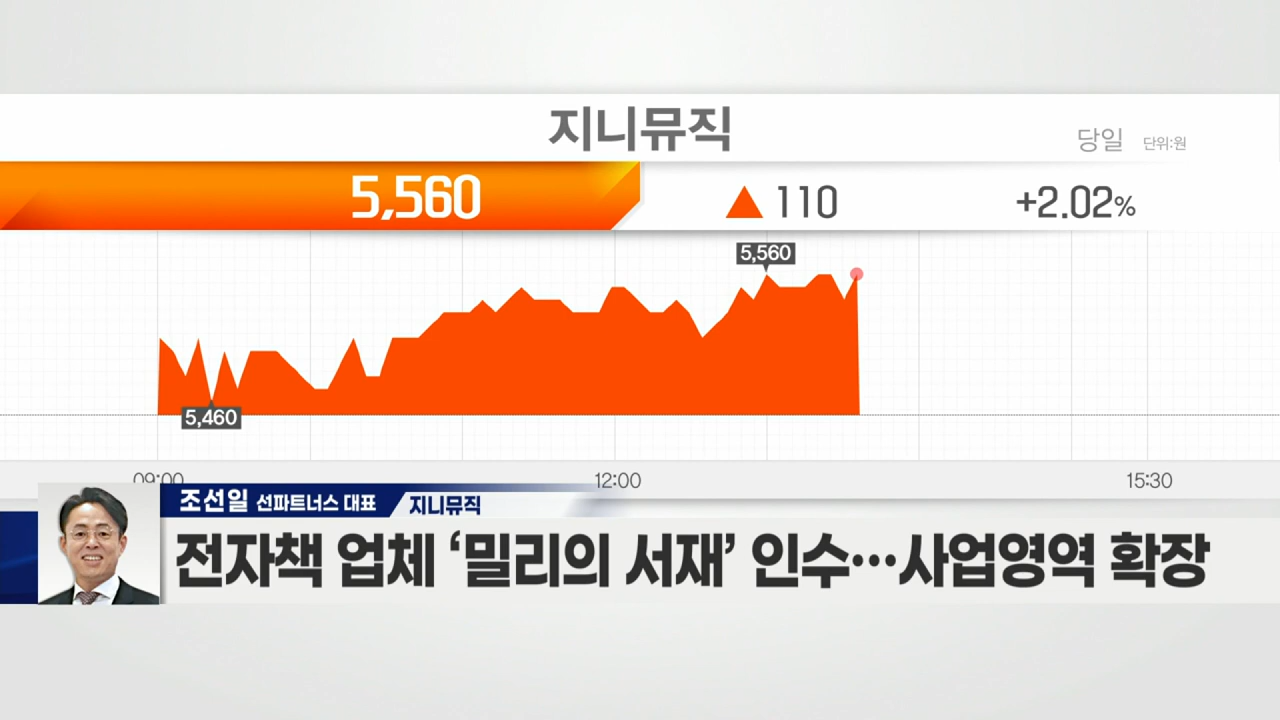 지니뮤직
당일 단위:원
5,560 ▲ 110 +2.02%
5,560
5,460
09:00 12:00 15:30
조선일 선파트너스 대표 지니뮤직
전자책 업체 ‘밀리의 서재’ 인수…사업영역 확장